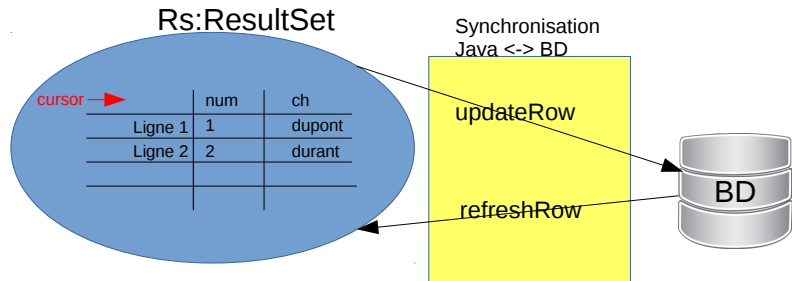 Rs:ResultSet
Synchronisation
Java <-> BD
cursor
num ch
Ligne 1 1 dupont
Ligne 2 2 durant
updateRow
refreshRow
BD